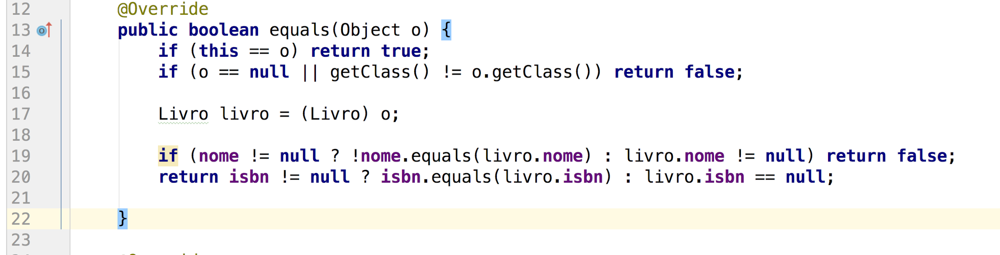 12 @Override
13 public boolean equals(Object o) {
14 if (this == o) return true;
15 if (o == null || getClass() != o.getClass()) return false;
16
17 Livro livro = (Livro) o;
18
19 if (nome != null ? !nome.equals(livro.nome) : livro.nome != null) return false;
20 return isbn != null ? isbn.equals(livro.isbn) : livro.isbn == null;
21
22 }
23